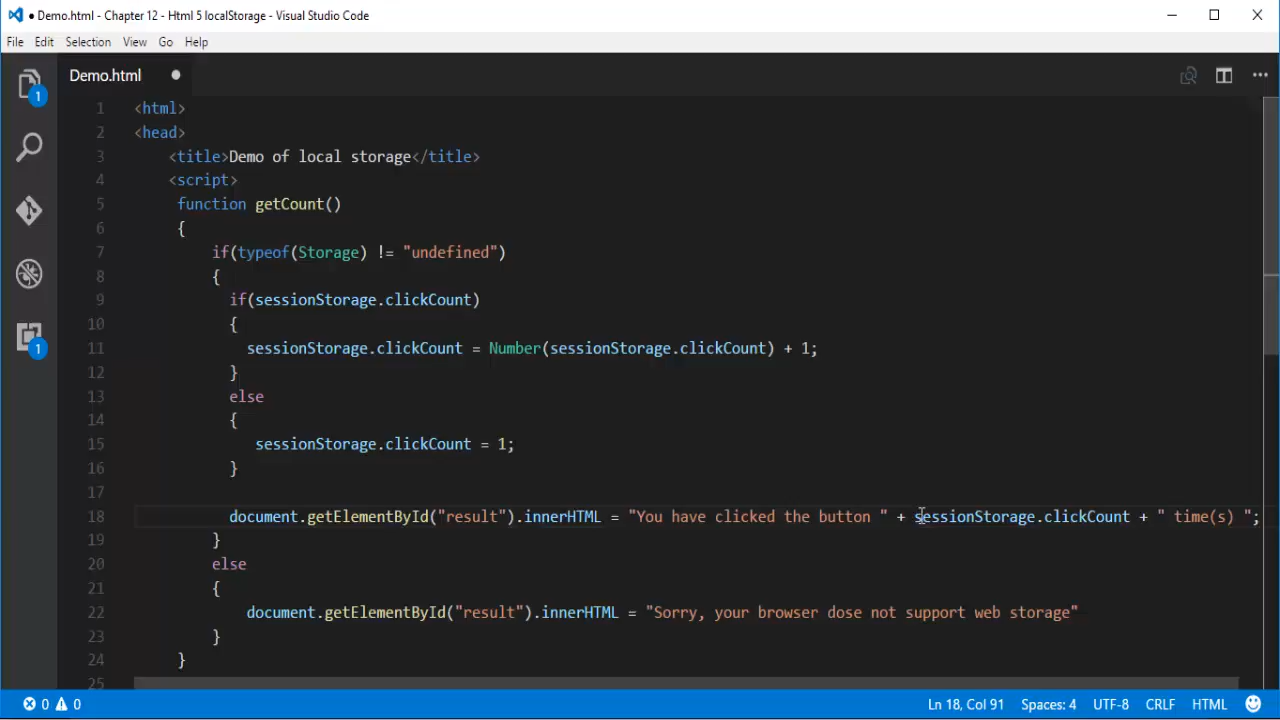 ● Demo.html - Chapter 12 - Html 5 localStorage - Visual Studio Code
File Edit Selection View Go Help
Demo.html
1 <html>
2 <head>
3 <title>Demo of local storage</title>
4 <script>
5 function getCount()
6 {
7 if(typeof(Storage) != "undefined")
8 {
9 if(sessionStorage.clickCount)
10 {
11 sessionStorage.clickCount = Number(sessionStorage.clickCount) + 1;
12 }
13 else
14 {
15 sessionStorage.clickCount = 1;
16 }
17
18 document.getElementById("result").innerHTML = "You have clicked the button " + sessionStorage.clickCount + " time(s) ";
19 }
20 else
21 {
22 document.getElementById("result").innerHTML = "Sorry, your browser dose not support web storage"
23 }
24 }
25
1
1
0 0 Ln 18, Col 91 Spaces: 4 UTF-8 CRLF HTML